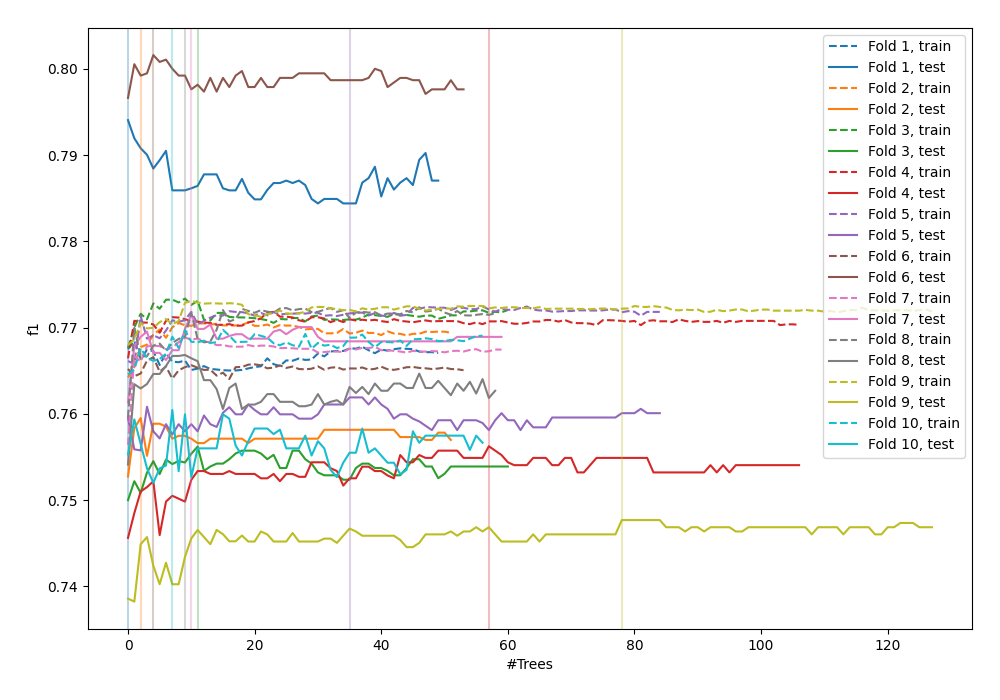 0.80
0.79
0.78
0.77
0.76
0.75
0.74
f1
0
20
40
60
80
100
120
#Trees
Fold 1, train
Fold 1, test
Fold 2, train
Fold 2, test
Fold 3, train
Fold 3, test
Fold 4, train
Fold 4, test
Fold 5, train
Fold 5, test
Fold 6, train
Fold 6, test
Fold 7, train
Fold 7, test
Fold 8, train
Fold 8, test
Fold 9, train
Fold 9, test
Fold 10, train
Fold 10, test